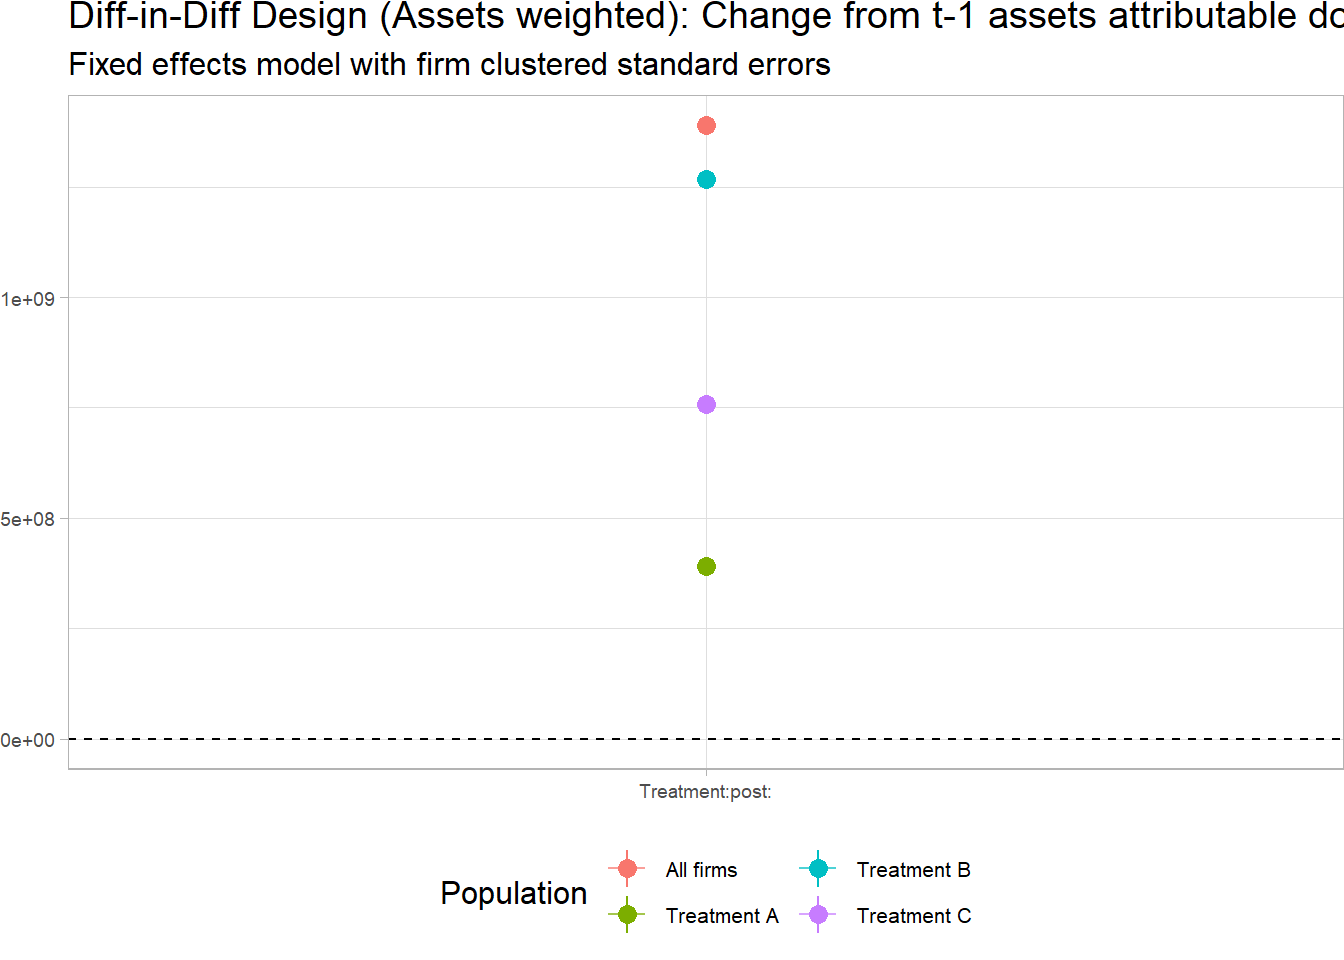 Diff-in-Diff Design (Assets weighted): Change from t-1 assets attributable do
Fixed effects model with firm clustered standard errors
1e+09
5e+08
0e+00
Treatment:post:
Population
All firms
Treatment B
Treatment A
Treatment C